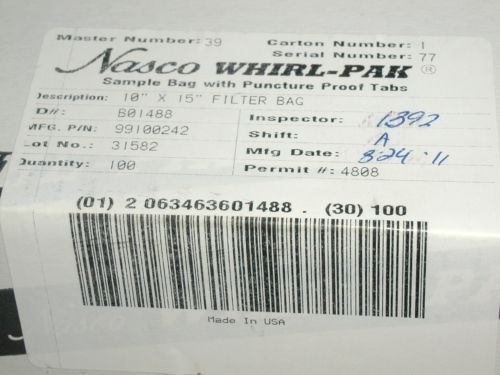 Master Number: 39 Carton Number: 1
Serial Number: 77
Nasco WHIRL-PAK ®
Sample Bag with Puncture Proof Tabs
Description: 10" X 15" FILTER BAG
ID#: B01488
MFG. P/N: 99100242
Lot No.: 31582
Quantity: 100
Inspector: 1392
Shift: A
Mfg Date: 8-24-11
Permit #: 4808
(01) 2 063463601488 . (30) 100
Made In USA
Nasco